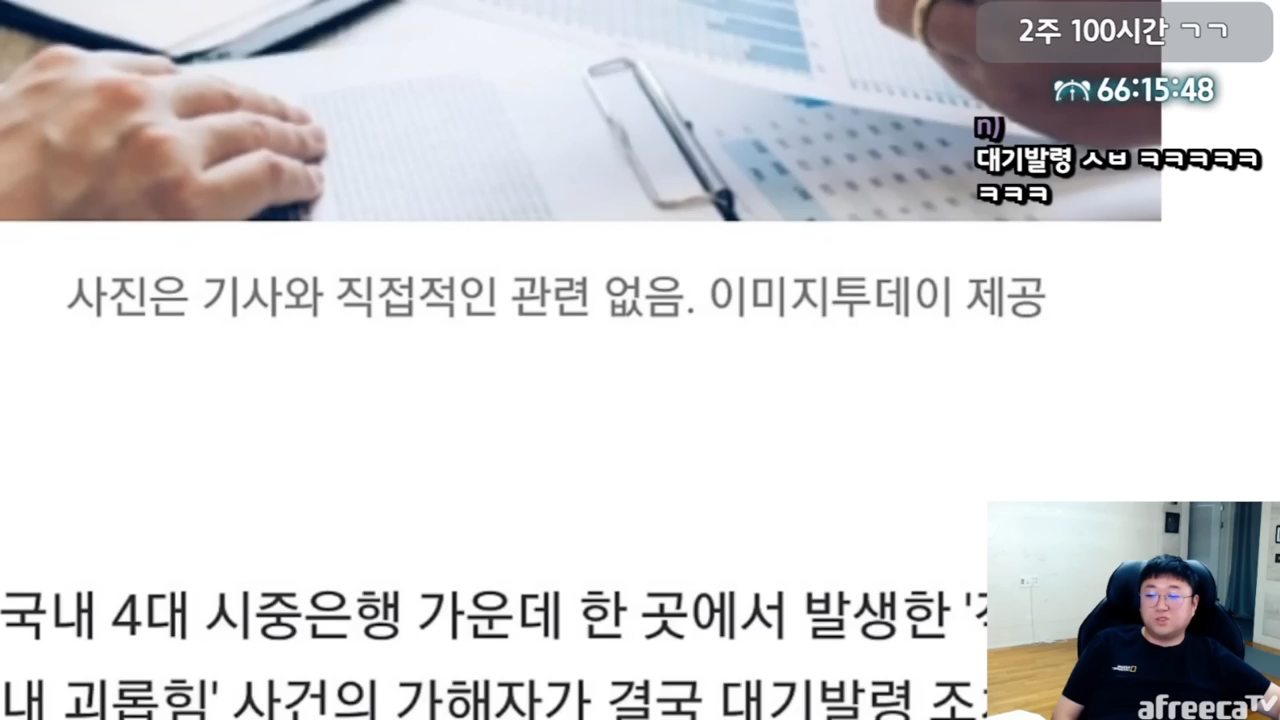 2주 100시간 ㄱㄱ
66:15:48
n)
대기발령 ㅅㅂ ㅋㅋㅋㅋㅋ
ㅋㅋㅋ
사진은 기사와 직접적인 관련 없음. 이미지투데이 제공
국내 4대 시중은행 가운데 한 곳에서 발생한 '
내 괴롭힘' 사건의 가해자가 결국 대기발령
afreecaTV